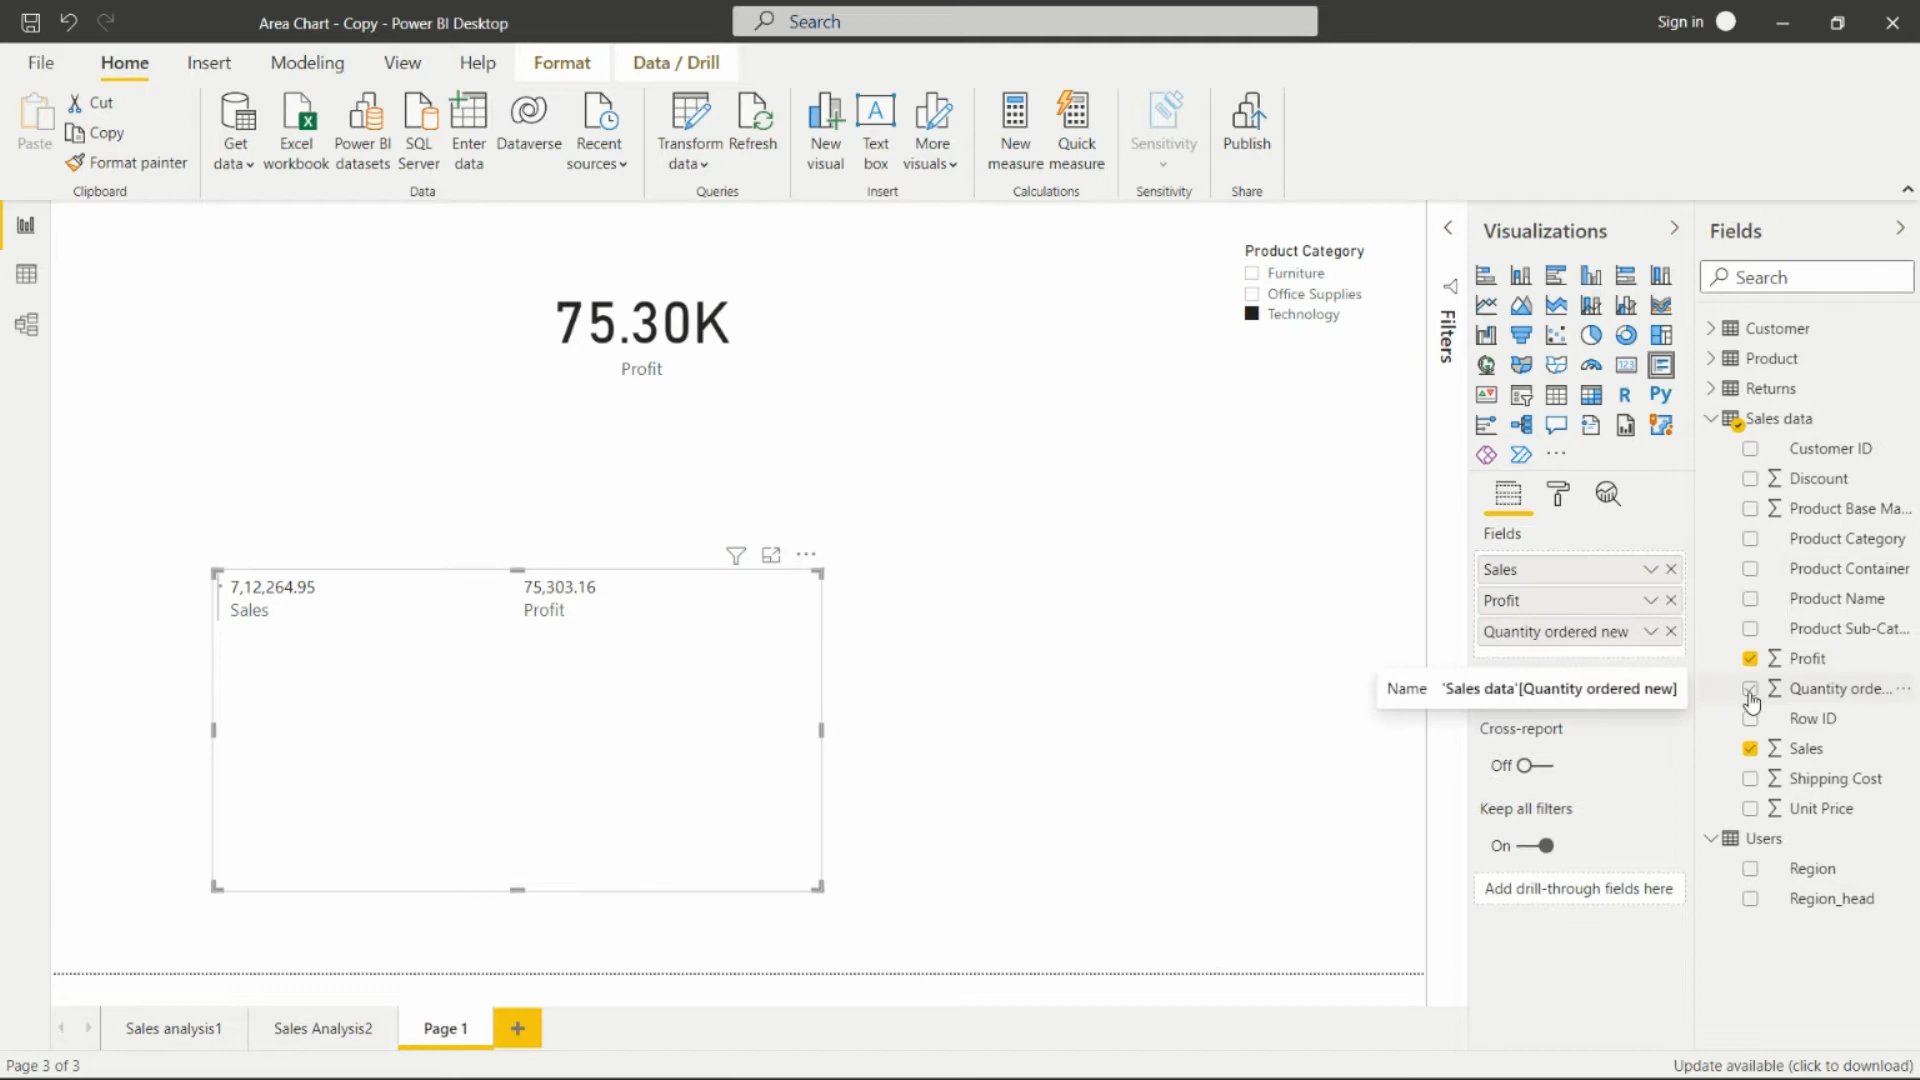 Area Chart - Copy - Power BI Desktop
Search
Sign in
File
Home
Insert
Modeling
View
Help
Format
Data / Drill
Paste
Cut
Copy
Format painter
Clipboard
Get data
Excel workbook
Power BI datasets
SQL Server
Enter data
Dataverse
Recent sources
Data
Transform data
Refresh
Queries
New visual
Text box
More visuals
Insert
New measure
Quick measure
Calculations
Sensitivity
Sensitivity
Publish
Share
75.30K
Profit
Product Category
Furniture
Office Supplies
Technology
7,12,264.95
Sales
75,303.16
Profit
Filters
Visualizations
123
R
Py
Fields
Sales
Profit
Quantity ordered new
Name 'Sales data'[Quantity ordered new]
Cross-report
Off
Keep all filters
On
Add drill-through fields here
Fields
Search
Customer
Product
Returns
Sales data
Customer ID
Discount
Product Base Ma...
Product Category
Product Container
Product Name
Product Sub-Cat...
Profit
Quantity orde...
Row ID
Sales
Shipping Cost
Unit Price
Users
Region
Region_head
Sales analysis1
Sales Analysis2
Page 1
Page 3 of 3
Update available (click to download)